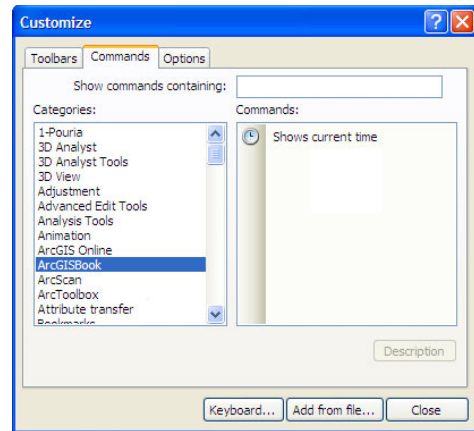 Customize
Toolbars Commands Options
Show commands containing:
Categories: Commands:
1-Pouria
3D Analyst
3D Analyst Tools
3D View
Adjustment
Advanced Edit Tools
Analysis Tools
Animation
ArcGIS Online
ArcGISBook
ArcScan
ArcToolbox
Attribute transfer
Bookmarks
Shows current time
Description
Keyboard... Add from file... Close